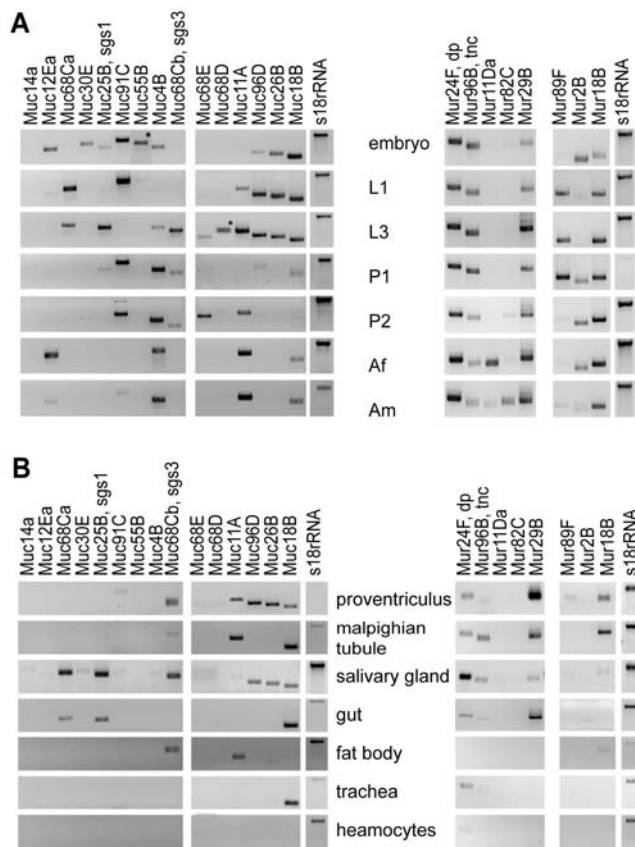 A
Muc14a
Muc12Ea
Muc68Ca
Muc30E
Muc25B, sgs1
Muc91C
Muc55B
Muc4B
Muc68Cb, sgs3
Muc68E
Muc68D
Muc11A
Muc96D
Muc26B
Muc18B
s18rRNA
Mur24F, dp
Mur96B, tnc
Mur11Da
Mur82C
Mur29B
Mur89F
Mur2B
Mur18B
s18rRNA
embryo
L1
L3
P1
P2
Af
Am
B
Muc14a
Muc12Ea
Muc68Ca
Muc30E
Muc25B, sgs1
Muc91C
Muc55B
Muc4B
Muc68Cb, sgs3
Muc68E
Muc68D
Muc11A
Muc96D
Muc26B
Muc18B
s18rRNA
Mur24F, dp
Mur96B, tnc
Mur11Da
Mur82C
Mur29B
Mur89F
Mur2B
Mur18B
s18rRNA
proventriculus
malpighian
tubule
salivary gland
gut
fat body
trachea
heamocytes